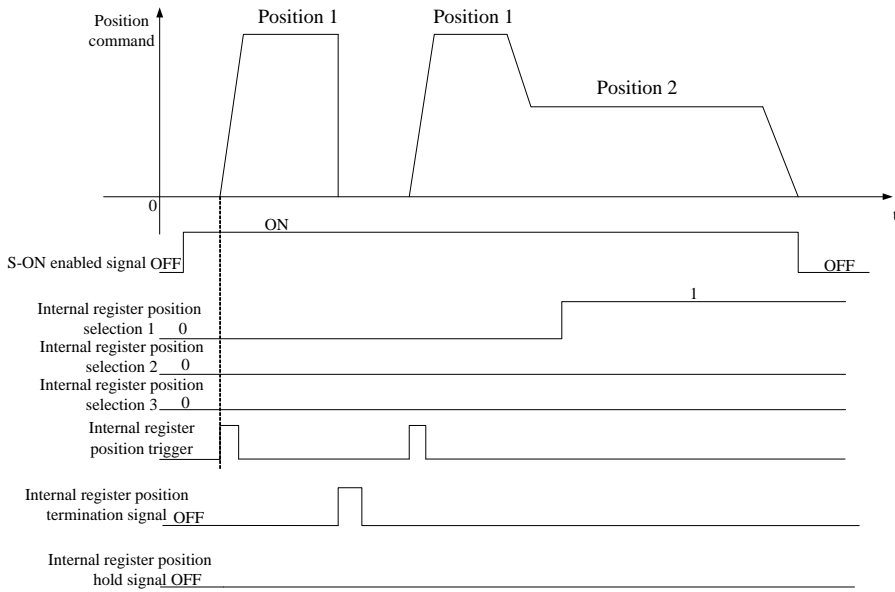 Position 1
Position 1
Position
command
Position 2
0
t
ON
S-ON enabled signal OFF
OFF
1
Internal register position
selection 1 0
Internal register position
selection 2 0
Internal register position
selection 3 0
Internal register
position trigger
Internal register position
termination signal OFF
Internal register position
hold signal OFF